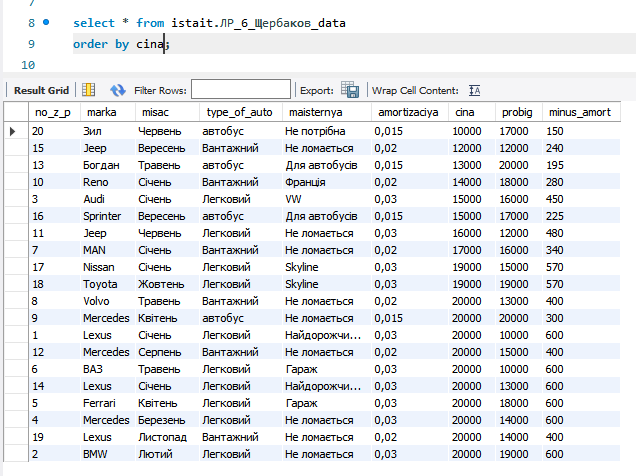 7
8 select * from istait.ЛР_6_Щербаков_data
9 order by cina;
10
Result Grid Filter Rows: Export: Wrap Cell Content:
no_z_p marka misac type_of_auto maisternya amortizaciya cina probig minus_amort
20 Зил Червень автобус Не потрібна 0,015 10000 17000 150
15 Jeep Вересень Вантажний Не ломається 0,02 12000 12000 240
13 Богдан Травень автобус Для автобусів 0,015 13000 20000 195
10 Reno Січень Вантажний Франція 0,02 14000 18000 280
3 Audi Січень Легковий VW 0,03 15000 16000 450
16 Sprinter Вересень автобус Для автобусів 0,015 15000 17000 225
11 Jeep Червень Легковий Не ломається 0,03 16000 12000 480
7 MAN Січень Вантажний Не ломається 0,02 17000 16000 340
17 Nissan Січень Легковий Skyline 0,03 19000 15000 570
18 Toyota Жовтень Легковий Skyline 0,03 19000 19000 570
8 Volvo Травень Вантажний Не ломається 0,02 20000 13000 400
9 Mercedes Квітень автобус Не ломається 0,015 20000 20000 300
1 Lexus Січень Легковий Найдорожчи... 0,03 20000 10000 600
12 Mercedes Серпень Вантажний Не ломається 0,02 20000 15000 400
6 ВАЗ Травень Легковий Гараж 0,03 20000 10000 600
14 Lexus Січень Легковий Найдорожчи... 0,03 20000 13000 600
5 Ferrari Квітень Легковий Гараж 0,03 20000 18000 600
4 Mercedes Березень Легковий Не ломається 0,03 20000 14000 600
19 Lexus Листопад Вантажний Не ломається 0,02 20000 14000 400
2 BMW Лютий Легковий Не ломається 0,03 20000 19000 600